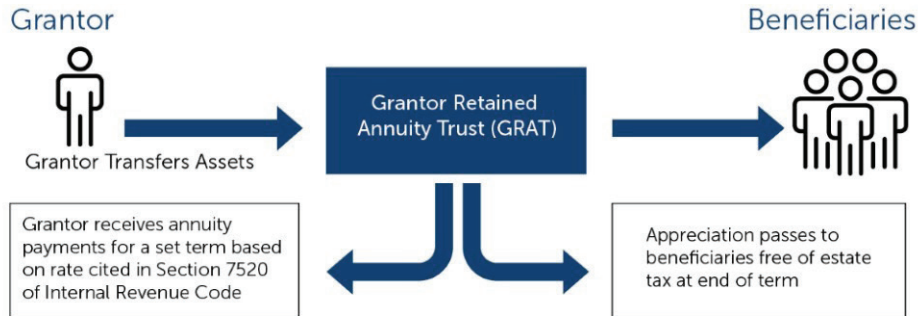 Grantor
Beneficiaries
Grantor Retained
Annuity Trust (GRAT)
Grantor Transfers Assets
Grantor receives annuity
payments for a set term based
on rate cited in Section 7520
of Internal Revenue Code
Appreciation passes to
beneficiaries free of estate
tax at end of term